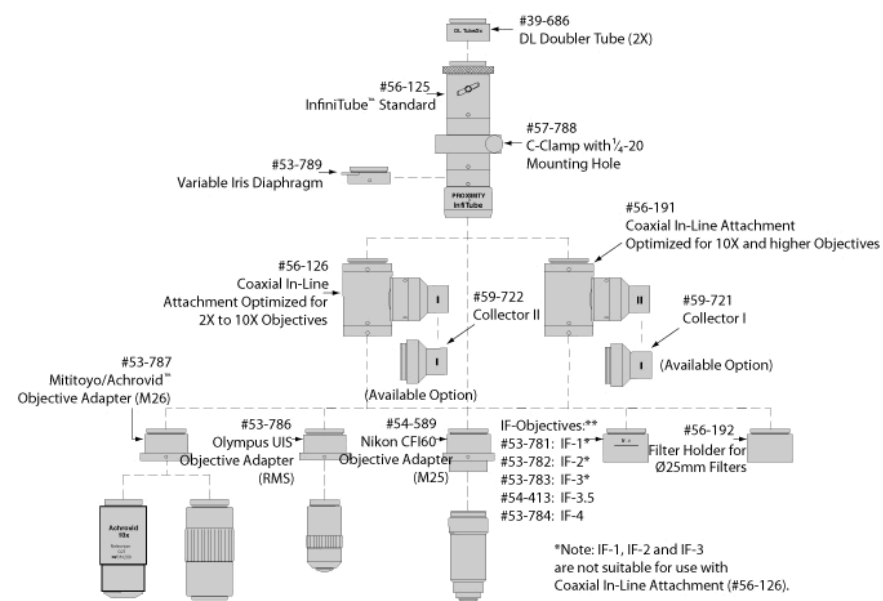 #39-686
DL Doubler Tube (2X)
DL Tube2x
#56-125
InfiniTube™ Standard
#57-788
C-Clamp with ¼-20
Mounting Hole
#53-789
Variable Iris Diaphragm
PROXIMITY
InfiTube
#56-191
Coaxial In-Line Attachment
Optimized for 10X and higher Objectives
#56-126
Coaxial In-Line
Attachment Optimized for
2X to 10X Objectives
I
#59-722
Collector II
I
(Available Option)
II
#59-721
Collector I
I
(Available Option)
#53-787
Mititoyo/Achrovid™
Objective Adapter (M26)
#53-786
Olympus UIS
Objective Adapter
(RMS)
#54-589
Nikon CFI60
Objective Adapter
(M25)
IF-Objectives:**
#53-781: IF-1*
#53-782: IF-2*
#53-783: IF-3*
#54-413: IF-3.5
#53-784: IF-4
#56-192
Filter Holder for
Ø25mm Filters
Achrovid
10x
*Note: IF-1, IF-2 and IF-3
are not suitable for use with
Coaxial In-Line Attachment (#56-126).